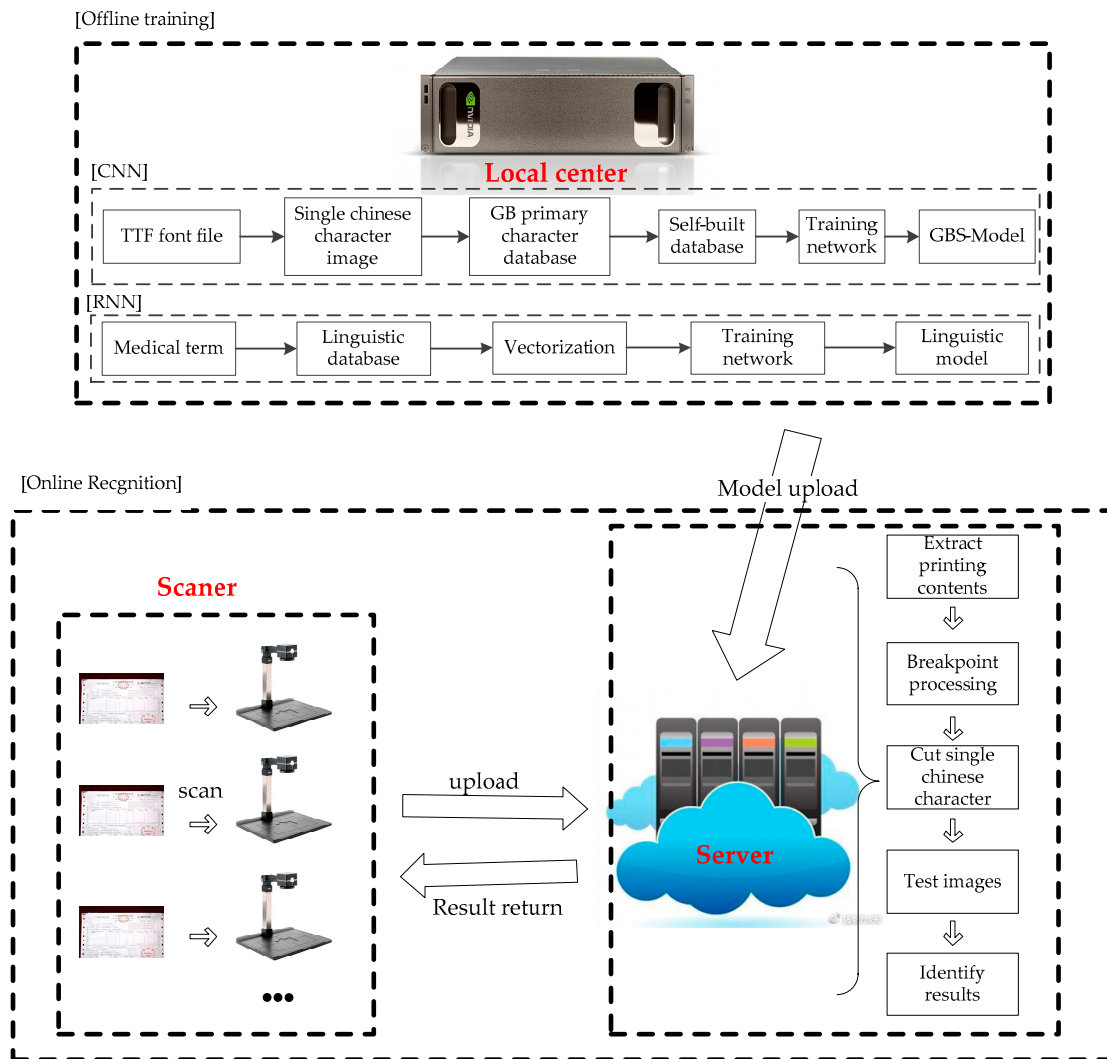 [Offline training]
NVIDIA
Local center
[CNN]
TTF font file
Single chinese
character
image
GB primary
character
database
Self-built
database
Training
network
GBS-Model
[RNN]
Medical term
Linguistic
database
Vectorization
Training
network
Linguistic
model
Model upload
[Online Recgnition]
Scaner
scan
upload
Result return
Server
Extract
printing
contents
Breakpoint
processing
Cut single
chinese
character
Test images
Identify
results